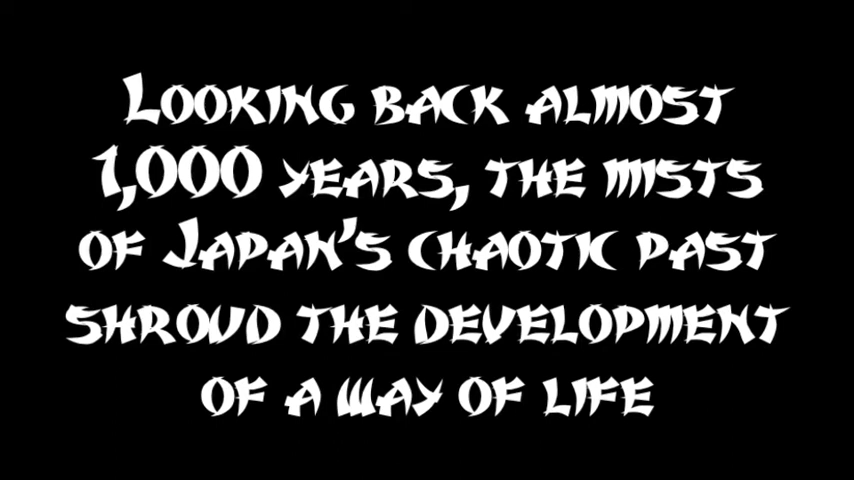 Looking back almost
1,000 years, the mists
of Japan's chaotic past
shroud the development
of a way of life